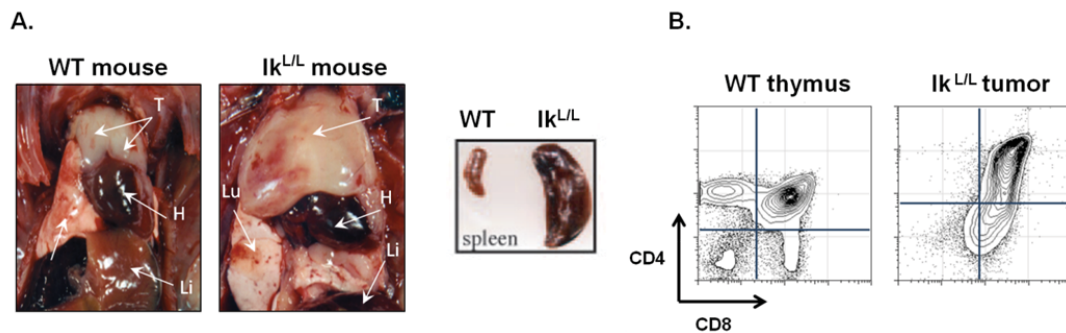 A.
WT mouse
Ik^L/L mouse
T
H
Li
T
Lu
H
Li
WT Ik^L/L
spleen
B.
WT thymus
Ik^L/L tumor
CD4
CD8